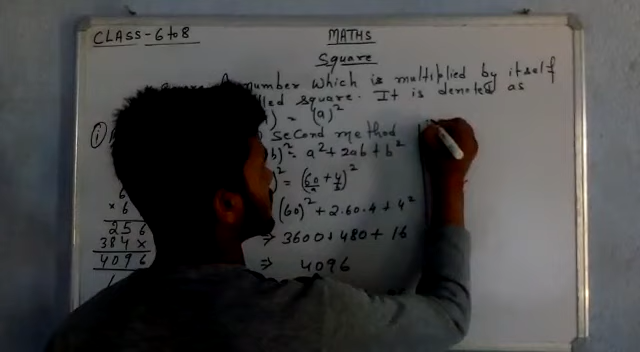 CLASS-6 to 8
MATHS
Square
number which is multiplied by itself
square. It is denoted as
= (a)²
① second method
)² = a² + 2ab + b²
)² = (60/a + 4/b)²
(60)² + 2·60·4 + 4²
⇒ 3600 + 480 + 16
⇒ 4096
× 6
256
384×
4096